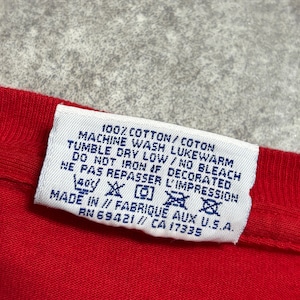 100% COTTON / COTON
MACHINE WASH LUKEWARM
TUMBLE DRY LOW / NO BLEACH
DO NOT IRON IF DECORATED
NE PAS REPASSER L'IMPRESSION
40°
MADE IN // FABRIQUE AUX U.S.A.
RN 69421 // CA 17335